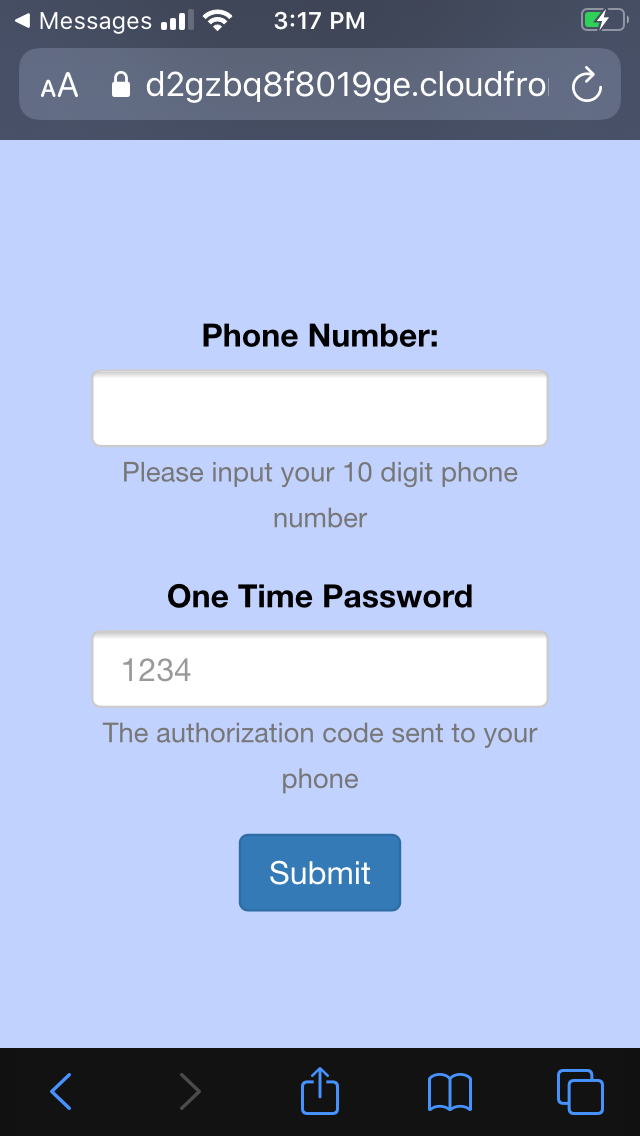 Messages 3:17 PM
AA d2gzbq8f8019ge.cloudfro
Phone Number:
Please input your 10 digit phone
number
One Time Password
1234
The authorization code sent to your
phone
Submit